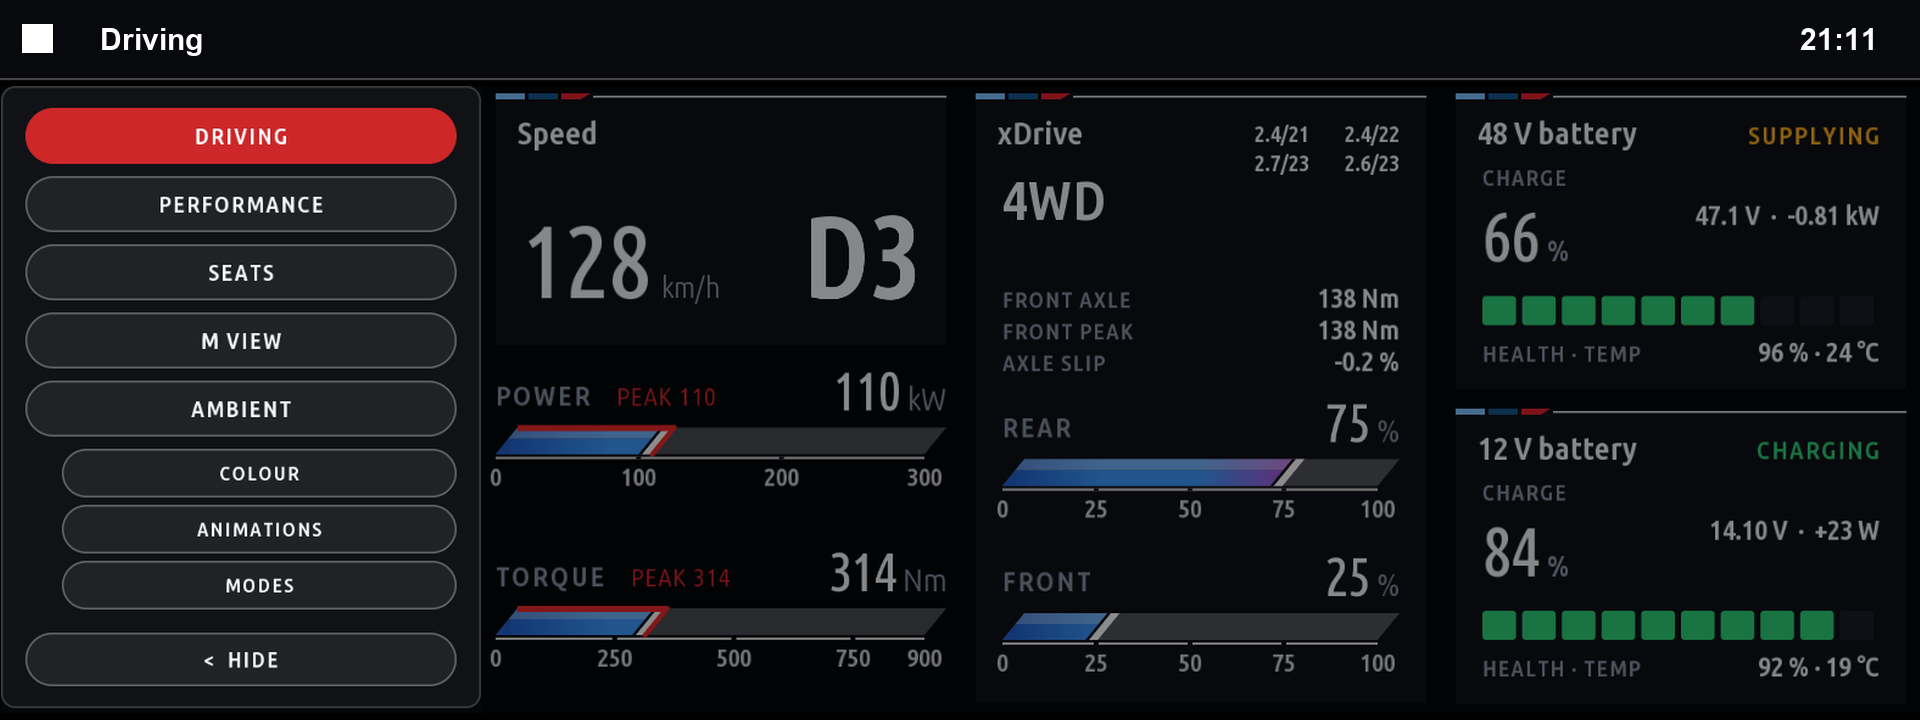 Driving
21:11
DRIVING
PERFORMANCE
SEATS
M VIEW
AMBIENT
COLOUR
ANIMATIONS
MODES
< HIDE
Speed
128 km/h D3
POWER PEAK 110 110 kW
0 100 200 300
TORQUE PEAK 314 314 Nm
0 250 500 750 900
xDrive
2.4/21 2.4/22
2.7/23 2.6/23
4WD
FRONT AXLE 138 Nm
FRONT PEAK 138 Nm
AXLE SLIP -0.2 %
REAR 75 %
0 25 50 75 100
FRONT 25 %
0 25 50 75 100
48 V battery SUPPLYING
CHARGE
47.1 V · -0.81 kW
66 %
HEALTH · TEMP 96 % · 24 °C
12 V battery CHARGING
CHARGE
14.10 V · +23 W
84 %
HEALTH · TEMP 92 % · 19 °C